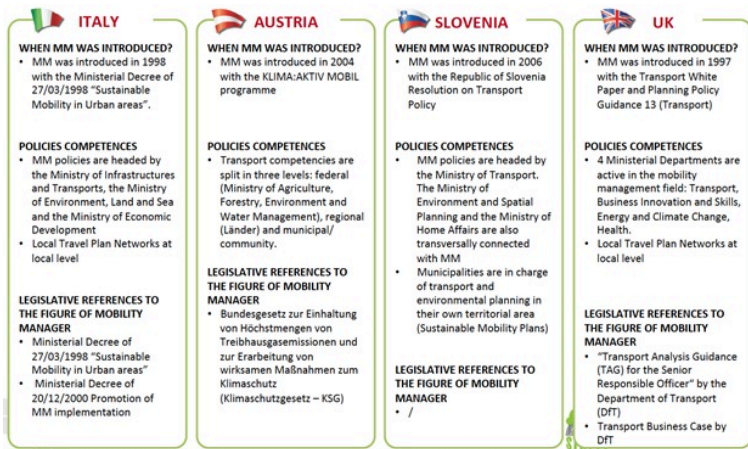 ITALY
WHEN MM WAS INTRODUCED?
• MM was introduced in 1998
with the Ministerial Decree of
27/03/1998 "Sustainable
Mobility in Urban areas".
POLICIES COMPETENCES
• MM policies are headed by
the Ministry of Infrastructures
and Transports, the Ministry
of Environment, Land and Sea
and the Ministry of Economic
Development
• Local Travel Plan Networks at
local level
LEGISLATIVE REFERENCES TO
THE FIGURE OF MOBILITY
MANAGER
• Ministerial Decree of
27/03/1998 "Sustainable
Mobility in Urban areas"
• Ministerial Decree of
20/12/2000 Promotion of
MM implementation
AUSTRIA
WHEN MM WAS INTRODUCED?
• MM was introduced in 2004
with the KLIMA:AKTIV MOBIL
programme
POLICIES COMPETENCES
• Transport competencies are
split in three levels: federal
(Ministry of Agriculture,
Forestry, Environment and
Water Management), regional
(Länder) and municipal/
community.
LEGISLATIVE REFERENCES TO
THE FIGURE OF MOBILITY
MANAGER
• Bundesgesetz zur Einhaltung
von Höchstmengen von
Treibhausgasemissionen und
zur Erarbeitung von
wirksamen Maßnahmen zum
Klimaschutz
(Klimaschutzgesetz – KSG)
SLOVENIA
WHEN MM WAS INTRODUCED?
• MM was introduced in 2006
with the Republic of Slovenia
Resolution on Transport
Policy
POLICIES COMPETENCES
• MM policies are headed by
the Ministry of Transport.
The Ministry of
Environment and Spatial
Planning and the Ministry of
Home Affairs are also
transversally connected
with MM
• Municipalities are in charge
of transport and
environmental planning in
their own territorial area
(Sustainable Mobility Plans)
LEGISLATIVE REFERENCES TO
THE FIGURE OF MOBILITY
MANAGER
• /
UK
WHEN MM WAS INTRODUCED?
• MM was introduced in 1997
with the Transport White
Paper and Planning Policy
Guidance 13 (Transport)
POLICIES COMPETENCES
• 4 Ministerial Departments are
active in the mobility
management field: Transport,
Business Innovation and Skills,
Energy and Climate Change,
Health.
• Local Travel Plan Networks at
local level
LEGISLATIVE REFERENCES TO
THE FIGURE OF MOBILITY
MANAGER
• "Transport Analysis Guidance
(TAG) for the Senior
Responsible Officer" by the
Department of Transport
(DfT)
• Transport Business Case by
DfT